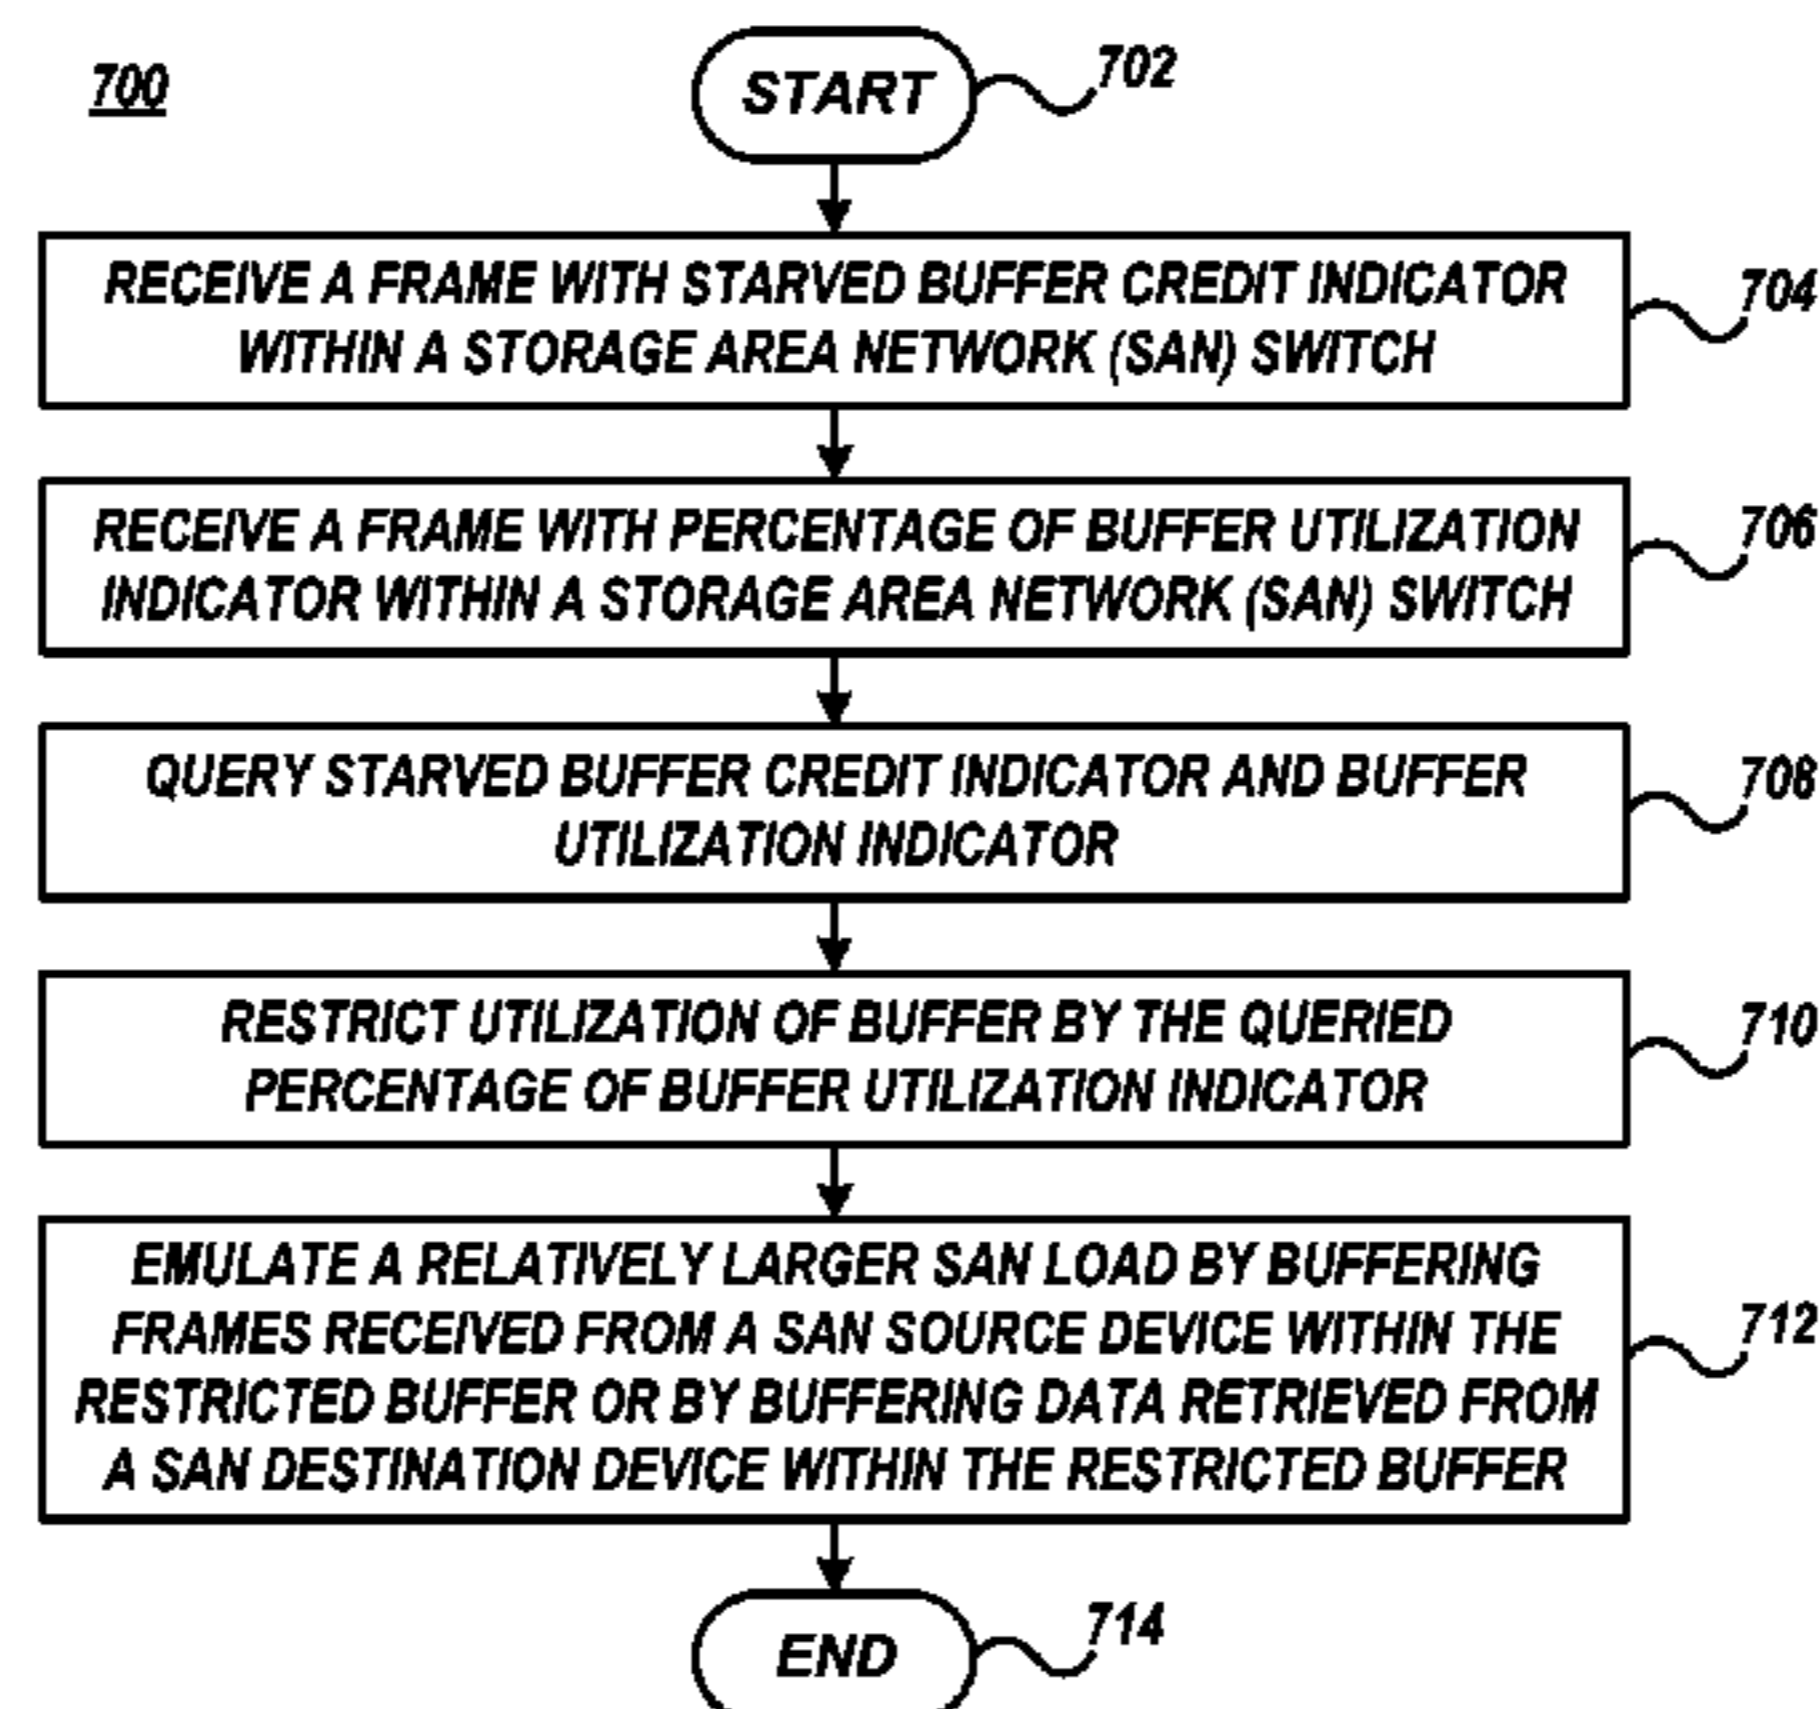 700
START
702
RECEIVE A FRAME WITH STARVED BUFFER CREDIT INDICATOR
WITHIN A STORAGE AREA NETWORK (SAN) SWITCH
704
RECEIVE A FRAME WITH PERCENTAGE OF BUFFER UTILIZATION
INDICATOR WITHIN A STORAGE AREA NETWORK (SAN) SWITCH
706
QUERY STARVED BUFFER CREDIT INDICATOR AND BUFFER
UTILIZATION INDICATOR
708
RESTRICT UTILIZATION OF BUFFER BY THE QUERIED
PERCENTAGE OF BUFFER UTILIZATION INDICATOR
710
EMULATE A RELATIVELY LARGER SAN LOAD BY BUFFERING
FRAMES RECEIVED FROM A SAN SOURCE DEVICE WITHIN THE
RESTRICTED BUFFER OR BY BUFFERING DATA RETRIEVED FROM
A SAN DESTINATION DEVICE WITHIN THE RESTRICTED BUFFER
712
END
714